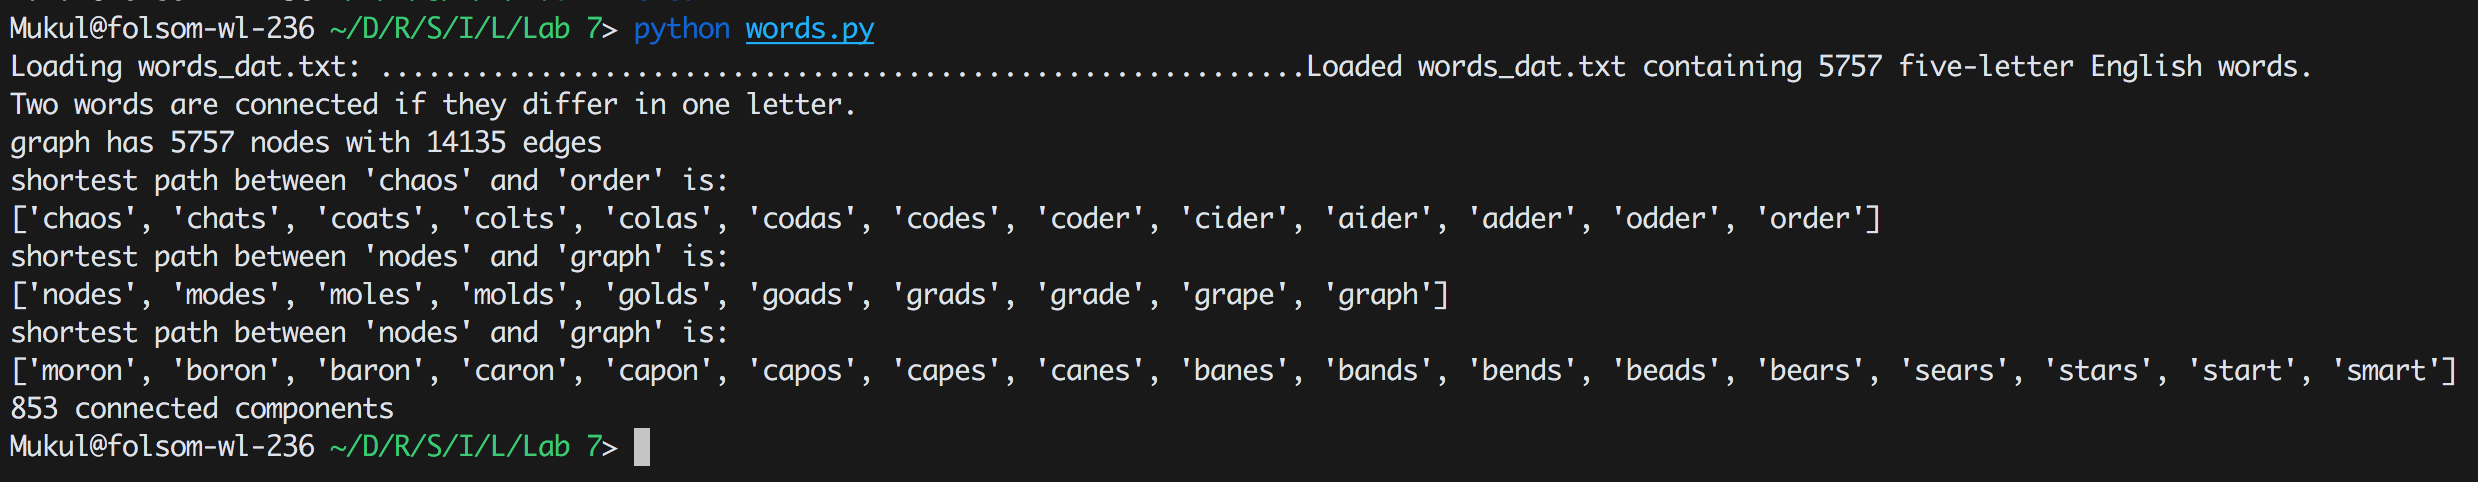 Mukul@folsom-wl-236 ~/D/R/S/I/L/Lab 7> python words.py
Loading words_dat.txt: ..........................................................Loaded words_dat.txt containing 5757 five-letter English words.
Two words are connected if they differ in one letter.
graph has 5757 nodes with 14135 edges
shortest path between 'chaos' and 'order' is:
['chaos', 'chats', 'coats', 'colts', 'colas', 'codas', 'codes', 'coder', 'cider', 'aider', 'adder', 'odder', 'order']
shortest path between 'nodes' and 'graph' is:
['nodes', 'modes', 'moles', 'molds', 'golds', 'goads', 'grads', 'grade', 'grape', 'graph']
shortest path between 'nodes' and 'graph' is:
['moron', 'boron', 'baron', 'caron', 'capon', 'capos', 'capes', 'canes', 'banes', 'bands', 'bends', 'beads', 'bears', 'sears', 'stars', 'start', 'smart']
853 connected components
Mukul@folsom-wl-236 ~/D/R/S/I/L/Lab 7>